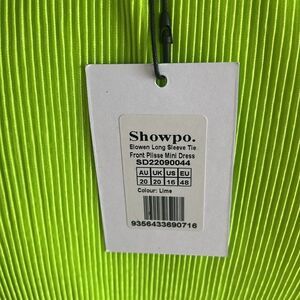 Showpo.
Elowen Long Sleeve Tie
Front Plisse Mini Dress
SD22090044
AU UK US EU
20 20 16 48
Colour: Lime
9356433690716